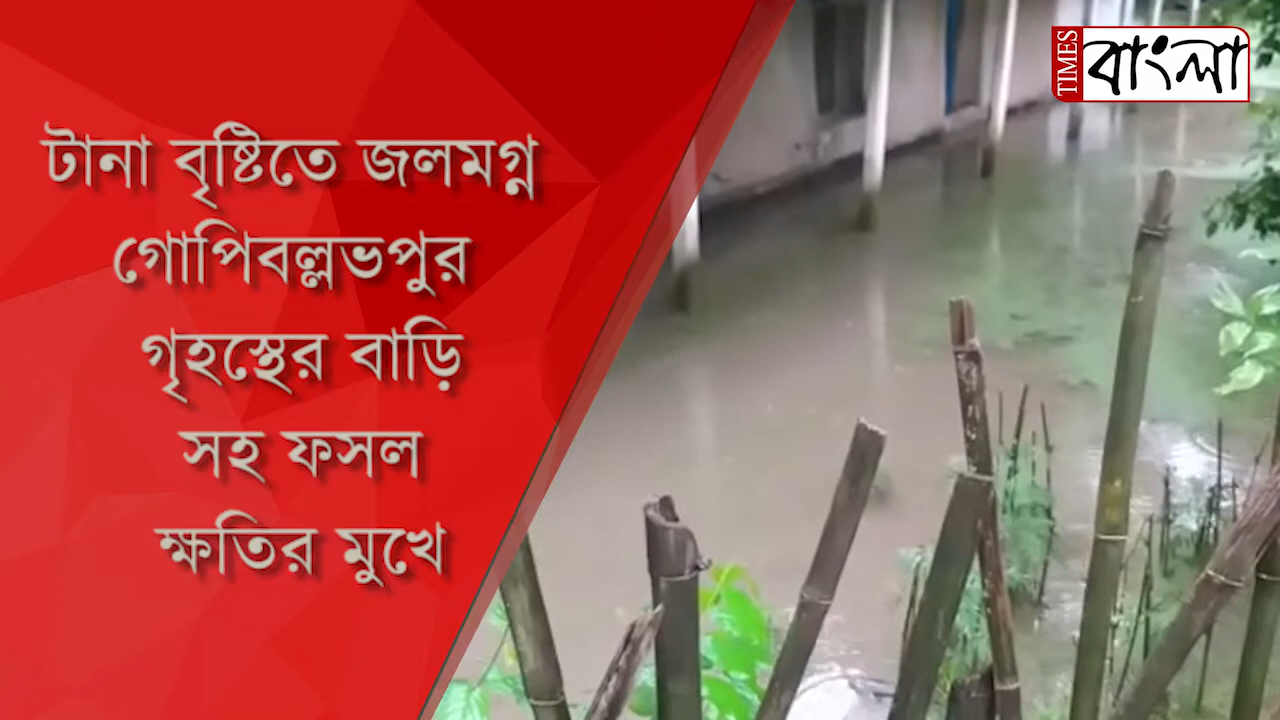 টানা বৃষ্টিতে জলমগ্ন
গোপিবল্লভপুর
গৃহস্থের বাড়ি
সহ ফসল
ক্ষতির মুখে
TIMES বাংলা